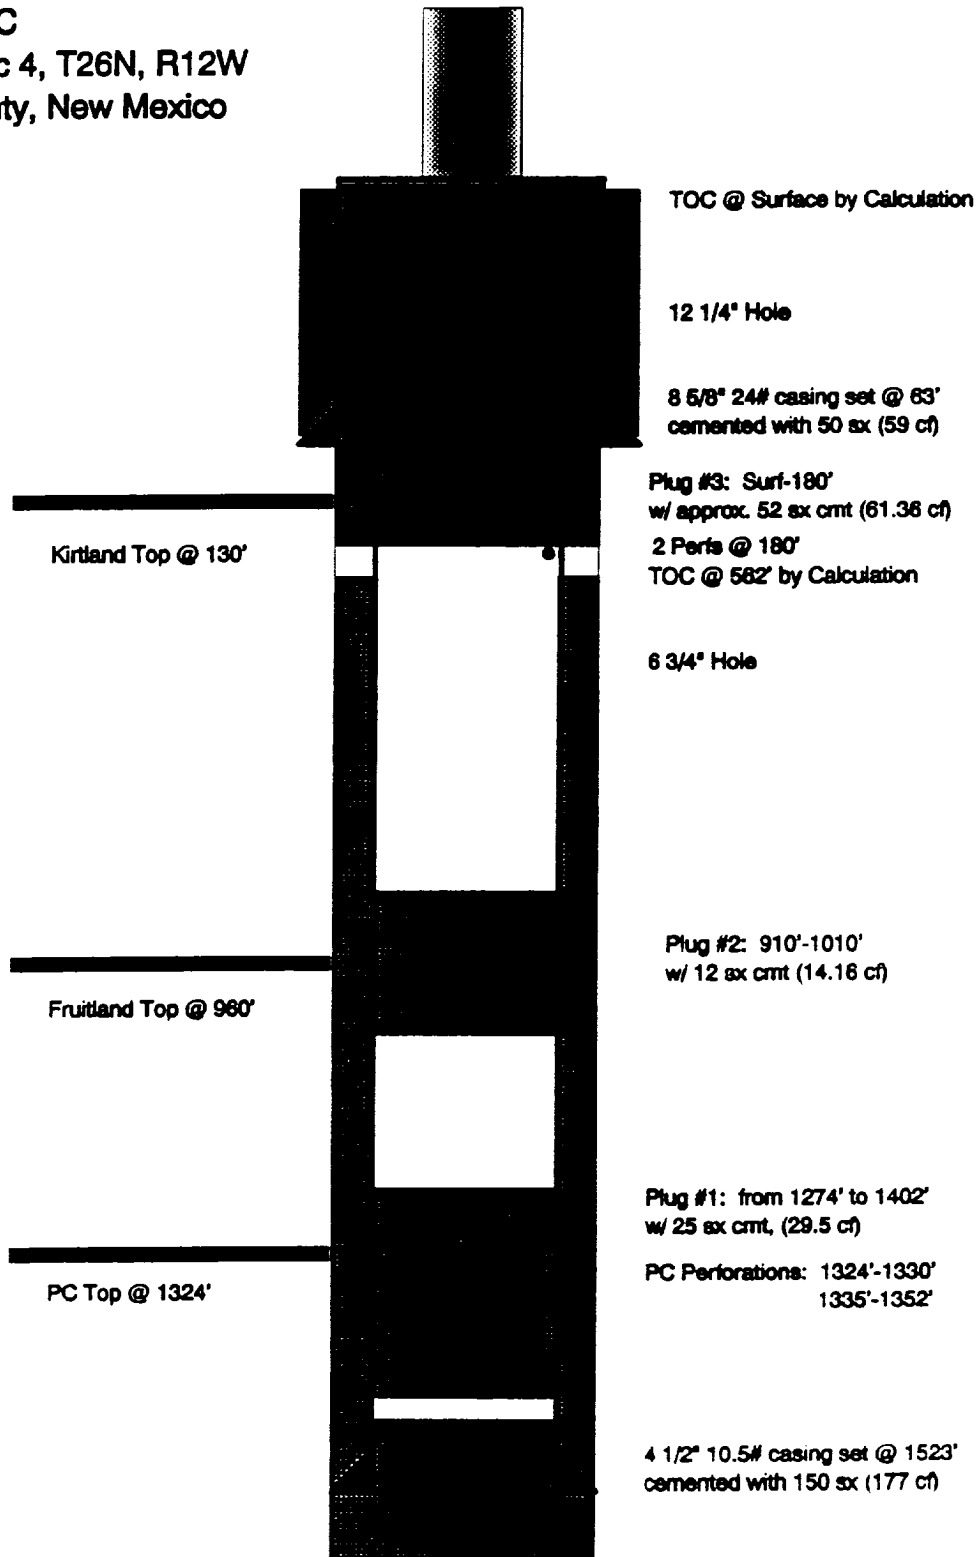 C
c 4, T26N, R12W
nty, New Mexico
TOC @ Surface by Calculation
12 1/4" Hole
8 5/8" 24# casing set @ 63'
cemented with 50 sx (59 cf)
Plug #3: Surf-180'
w/ approx. 52 sx cmt (61.36 cf)
Kirtland Top @ 130'
2 Perfs @ 180'
TOC @ 562' by Calculation
6 3/4" Hole
Plug #2: 910'-1010'
w/ 12 sx cmt (14.16 cf)
Fruitland Top @ 960'
Plug #1: from 1274' to 1402'
w/ 25 sx cmt, (29.5 cf)
PC Perforations: 1324'-1330'
1335'-1352'
PC Top @ 1324'
4 1/2" 10.5# casing set @ 1523'
cemented with 150 sx (177 cf)